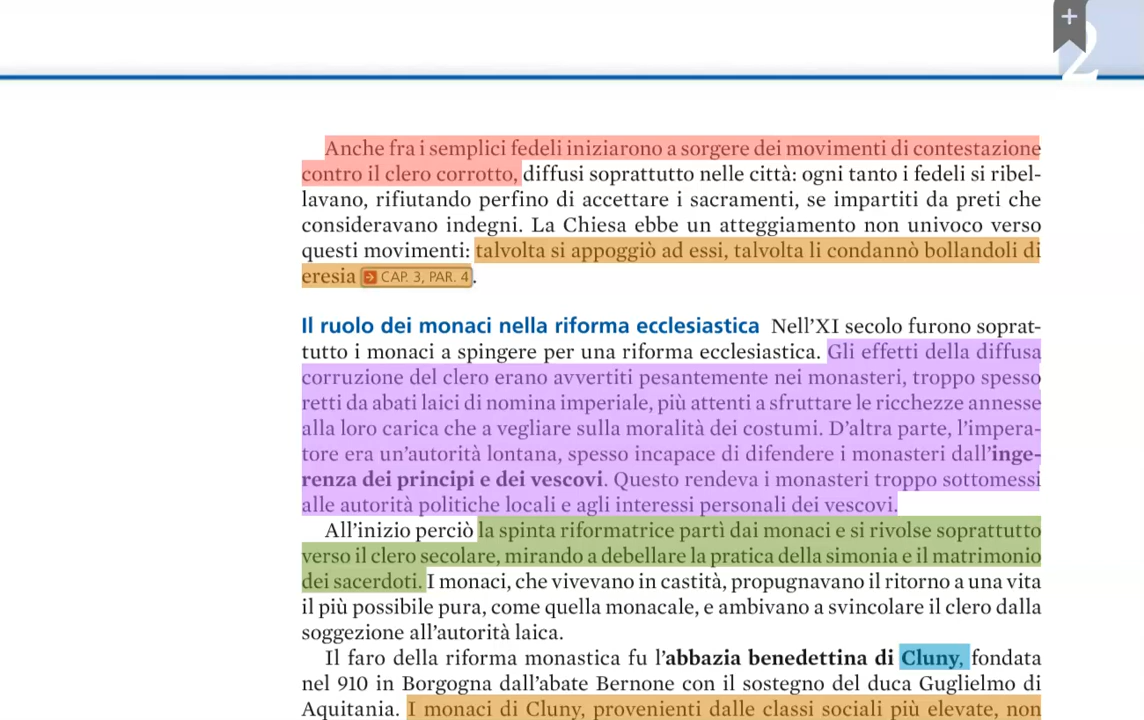 +
2
Anche fra i semplici fedeli iniziarono a sorgere dei movimenti di contestazione
contro il clero corrotto, diffusi soprattutto nelle città: ogni tanto i fedeli si ribel-
lavano, rifiutando perfino di accettare i sacramenti, se impartiti da preti che
consideravano indegni. La Chiesa ebbe un atteggiamento non univoco verso
questi movimenti: talvolta si appoggiò ad essi, talvolta li condannò bollandoli di
eresia CAP. 3, PAR. 4.
Il ruolo dei monaci nella riforma ecclesiastica Nell'XI secolo furono soprat-
tutto i monaci a spingere per una riforma ecclesiastica. Gli effetti della diffusa
corruzione del clero erano avvertiti pesantemente nei monasteri, troppo spesso
retti da abati laici di nomina imperiale, più attenti a sfruttare le ricchezze annesse
alla loro carica che a vegliare sulla moralità dei costumi. D'altra parte, l'impera-
tore era un'autorità lontana, spesso incapace di difendere i monasteri dall'inge-
renza dei principi e dei vescovi. Questo rendeva i monasteri troppo sottomessi
alle autorità politiche locali e agli interessi personali dei vescovi.
All'inizio perciò la spinta riformatrice partì dai monaci e si rivolse soprattutto
verso il clero secolare, mirando a debellare la pratica della simonia e il matrimonio
dei sacerdoti. I monaci, che vivevano in castità, propugnavano il ritorno a una vita
il più possibile pura, come quella monacale, e ambivano a svincolare il clero dalla
soggezione all'autorità laica.
Il faro della riforma monastica fu l'abbazia benedettina di Cluny, fondata
nel 910 in Borgogna dall'abate Bernone con il sostegno del duca Guglielmo di
Aquitania. I monaci di Cluny, provenienti dalle classi sociali più elevate, non